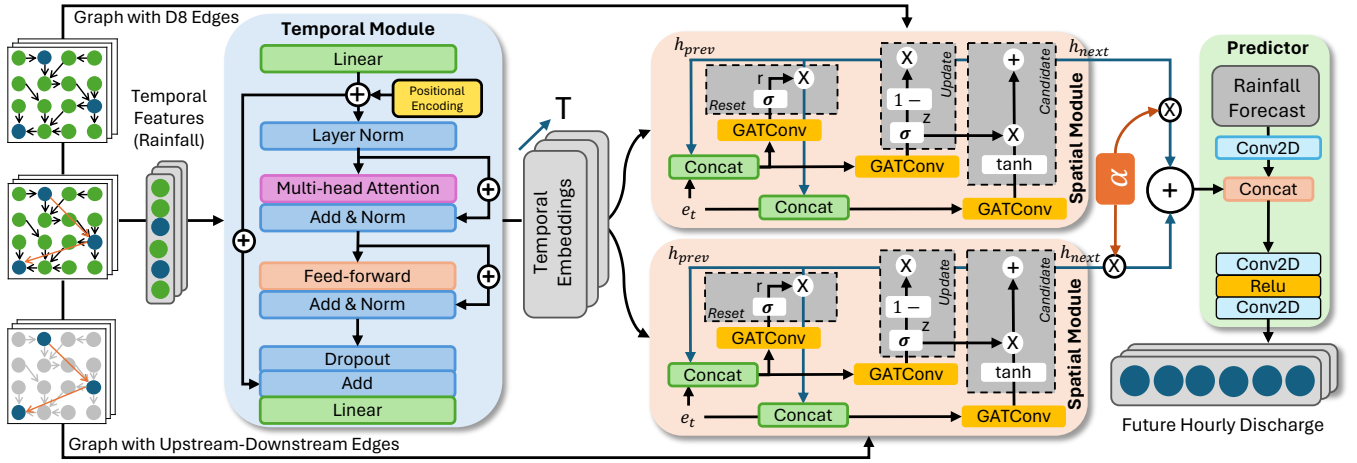 Graph with D8 Edges
Temporal
Features
(Rainfall)
Graph with Upstream-Downstream Edges
Temporal Module
Linear
+
Positional
Encoding
Layer Norm
Multi-head Attention
+
Add & Norm
+
Feed-forward
+
Add & Norm
Dropout
Add
Linear
T
Temporal
Embeddings
h_prev
h_next
r
X
Reset
σ
GATConv
Concat
e_t
Concat
X
Update
1 −
z
σ
GATConv
+
Candidate
X
tanh
GATConv
Spatial Module
h_prev
h_next
r
X
Reset
σ
GATConv
Concat
e_t
Concat
X
Update
1 −
z
σ
GATConv
+
Candidate
X
tanh
GATConv
Spatial Module
X
α
+
X
Predictor
Rainfall
Forecast
Conv2D
Concat
Conv2D
Relu
Conv2D
Future Hourly Discharge